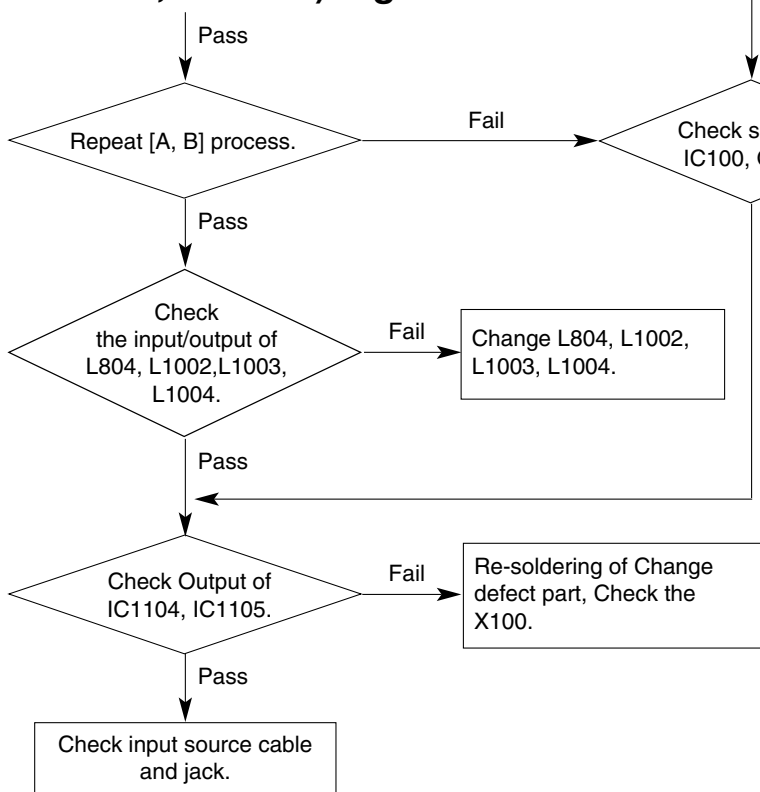 Pass
Repeat [A, B] process.
Fail
Check s
IC100,
Pass
Check
the input/output of
L804, L1002,L1003,
L1004.
Fail
Change L804, L1002,
L1003, L1004.
Pass
Check Output of
IC1104, IC1105.
Fail
Re-soldering of Change
defect part, Check the
X100.
Pass
Check input source cable
and jack.